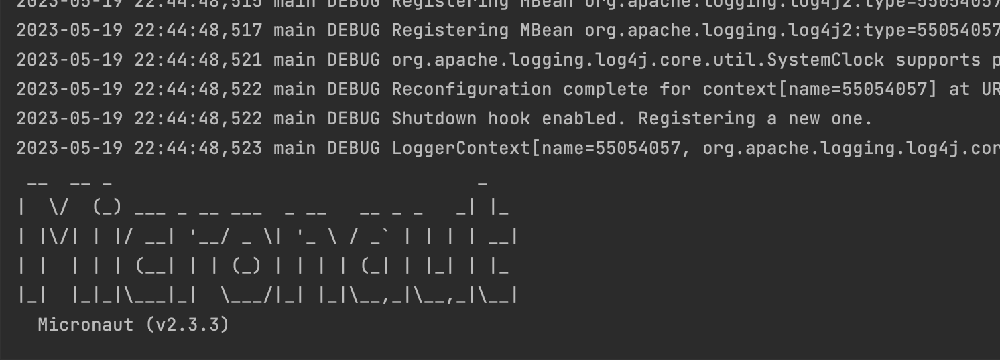 2023-05-19 22:44:48,515 main DEBUG Registering MBean org.apache.logging.log4j2:type=55054057
2023-05-19 22:44:48,517 main DEBUG Registering MBean org.apache.logging.log4j2:type=55054057
2023-05-19 22:44:48,521 main DEBUG org.apache.logging.log4j.core.util.SystemClock supports p
2023-05-19 22:44:48,522 main DEBUG Reconfiguration complete for context[name=55054057] at UR
2023-05-19 22:44:48,522 main DEBUG Shutdown hook enabled. Registering a new one.
2023-05-19 22:44:48,523 main DEBUG LoggerContext[name=55054057, org.apache.logging.log4j.cor
 __  __ _                                  _
|  \/  (_) ___ _ __ ___  _ __   __ _ _   _| |_
| |\/| | |/ __| '__/ _ \| '_ \ / _` | | | | __|
| |  | | | (__| | | (_) | | | | (_| | |_| | |_
|_|  |_|_|\___|_|  \___/|_| |_|\__,_|\__,_|\__|
  Micronaut (v2.3.3)